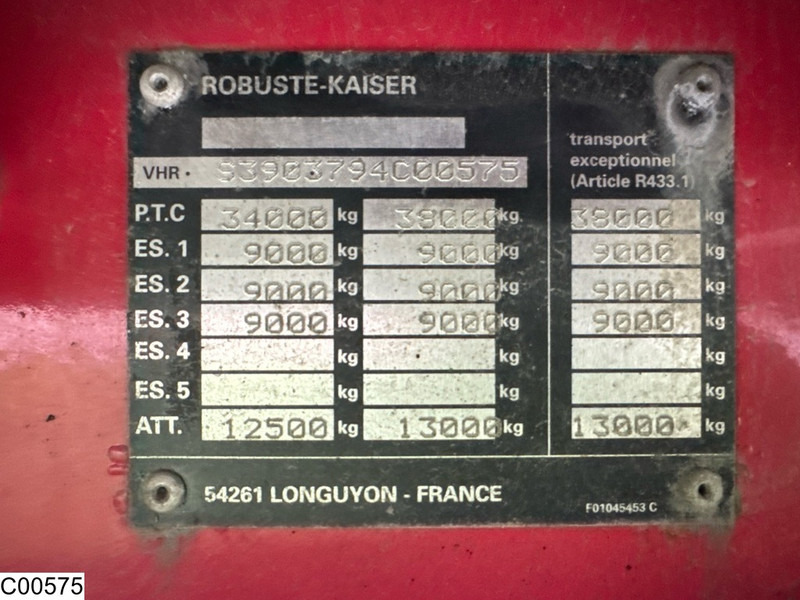 ROBUSTE-KAISER
transport
exceptionnel
(Article R433.1)
VHR. S3903794C00575
P.T.C 34000 kg 38000 kg 38000 kg
ES. 1 9000 kg 9000 kg 9000 kg
ES. 2 9000 kg 9000 kg 9000 kg
ES. 3 9000 kg 9000 kg 9000 kg
ES. 4 kg kg kg
ES. 5 kg kg kg
ATT. 12500 kg 13000 kg 13000 kg
54261 LONGUYON - FRANCE
F01045453 C
C00575